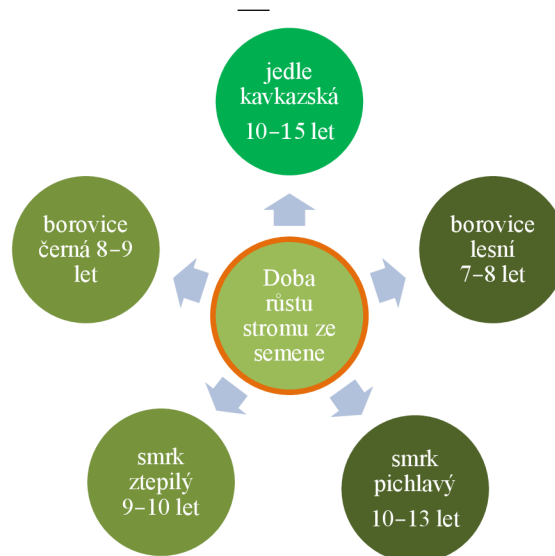 jedle
kavkazská
10–15 let
borovice
černá 8–9
let
borovice
lesní
7–8 let
Doba
růstu
stromu ze
semene
smrk
ztepilý
9–10 let
smrk
pichlavý
10–13 let